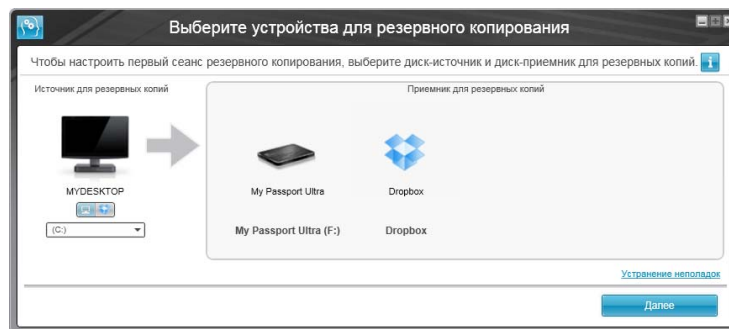 Выберите устройства для резервного копирования
Чтобы настроить первый сеанс резервного копирования, выберите диск-источник и диск-приемник для резервных копий.
Источник для резервных копий
Приемник для резервных копий
MYDESKTOP
My Passport Ultra
Dropbox
(C:)
My Passport Ultra (F:)
Dropbox
Устранение неполадок
Далее